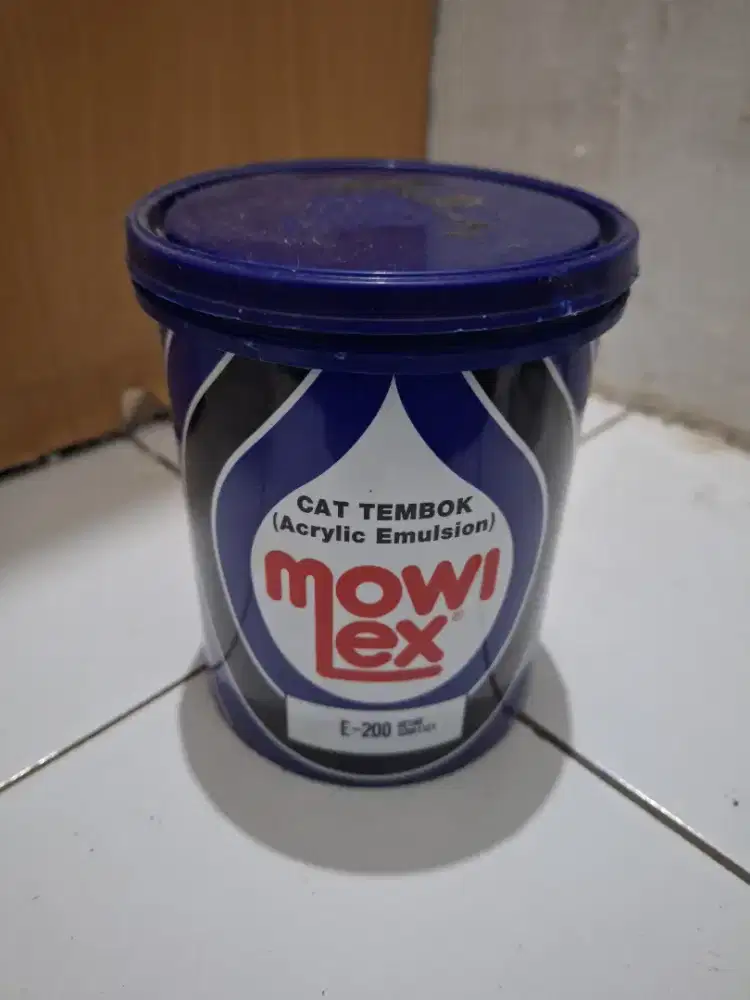 CAT TEMBOK
(Acrylic Emulsion)
mowi
Lex®
E-200